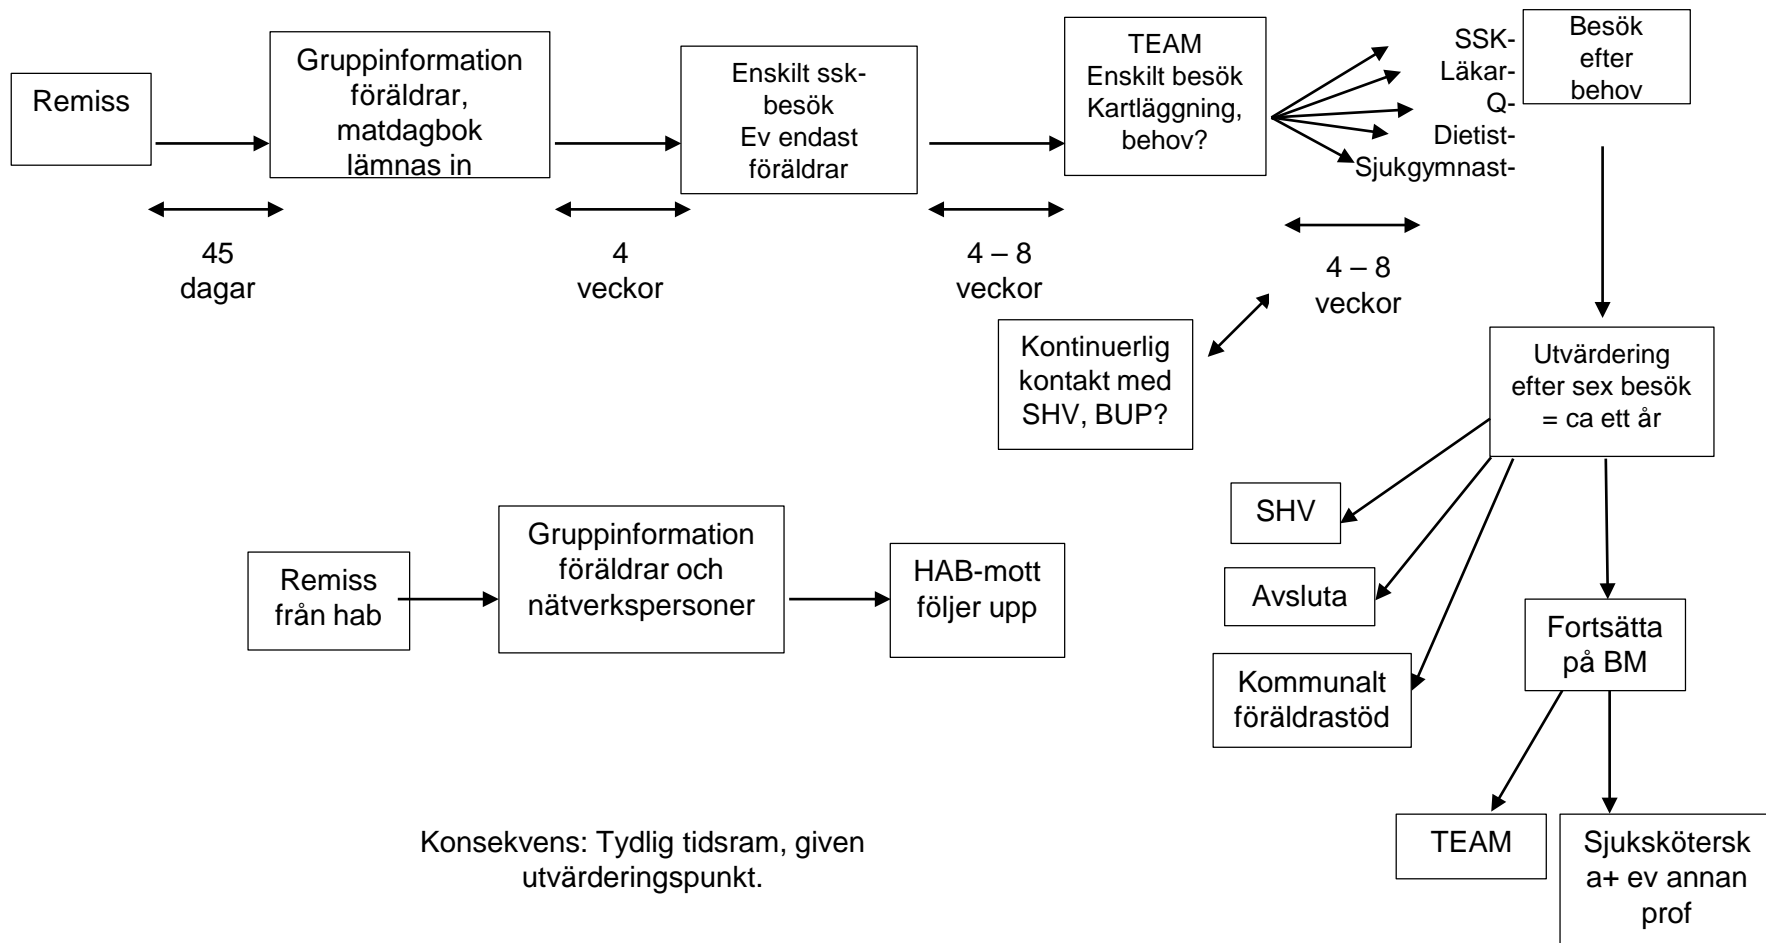 Remiss
Gruppinformation
föräldrar,
matdagbok
lämnas in
Enskilt ssk-
besök
Ev endast
föräldrar
TEAM
Enskilt besök
Kartläggning,
behov?
SSK-
Läkar-
Q-
Dietist-
Sjukgymnast-
Besök
efter
behov
45
dagar
4
veckor
4 – 8
veckor
4 – 8
veckor
Kontinuerlig
kontakt med
SHV, BUP?
Utvärdering
efter sex besök
= ca ett år
SHV
Avsluta
Kommunalt
föräldrastöd
Fortsätta
på BM
TEAM
Sjukskötersk
a+ ev annan
prof
Remiss
från hab
Gruppinformation
föräldrar och
nätverkspersoner
HAB-mott
följer upp
Konsekvens: Tydlig tidsram, given
utvärderingspunkt.